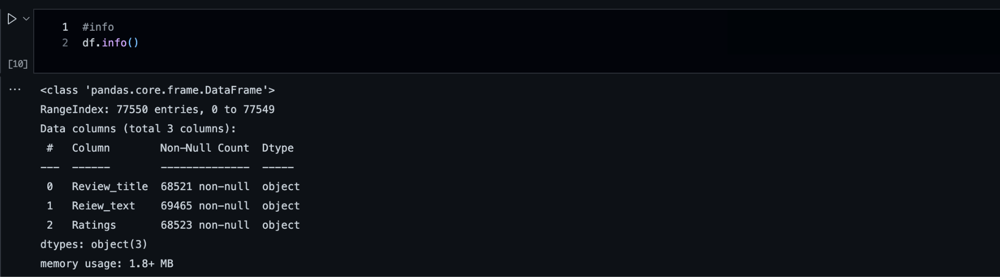 1 #info
2 df.info()
[10]
... <class 'pandas.core.frame.DataFrame'>
RangeIndex: 77550 entries, 0 to 77549
Data columns (total 3 columns):
 #   Column        Non-Null Count  Dtype
---  ------        --------------  -----
 0   Review_title  68521 non-null  object
 1   Reiew_text    69465 non-null  object
 2   Ratings       68523 non-null  object
dtypes: object(3)
memory usage: 1.8+ MB